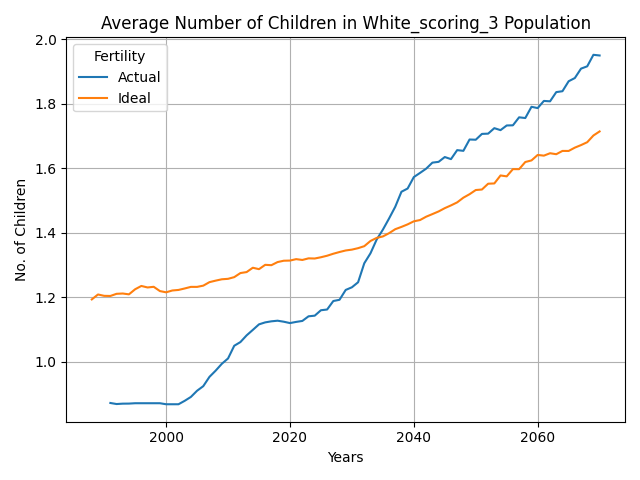 Average Number of Children in White_scoring_3 Population
Fertility
Actual
Ideal
No. of Children
2.0
1.8
1.6
1.4
1.2
1.0
2000
2020
2040
2060
Years